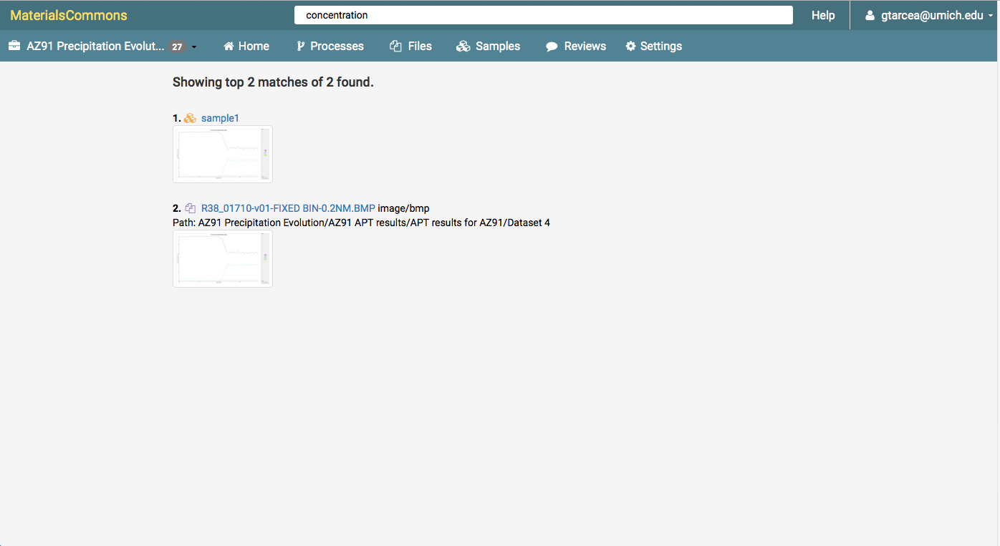 MaterialsCommons
concentration
Help
gtarcea@umich.edu
AZ91 Precipitation Evolut... 27
Home
Processes
Files
Samples
Reviews
Settings
Showing top 2 matches of 2 found.
1. sample1
2. R38_01710-v01-FIXED BIN-0.2NM.BMP image/bmp
Path: AZ91 Precipitation Evolution/AZ91 APT results/APT results for AZ91/Dataset 4